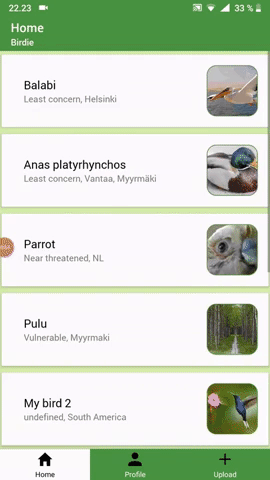 22.23
33 %
Home
Birdie
Balabi
Least concern, Helsinki
Anas platyrhynchos
Least concern, Vantaa, Myyrmäki
Parrot
Near threatened, NL
Pulu
Vulnerable, Myyrmaki
My bird 2
undefined, South America
Home
Profile
Upload